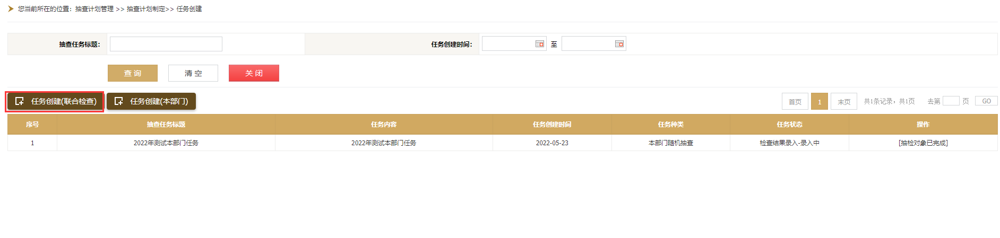 您当前所在的位置：抽查计划管理 >> 抽查计划制定>> 任务创建
抽查任务标题：
任务创建时间：
至
查 询
清 空
关 闭
任务创建(联合检查)
任务创建(本部门)
首页 1 末页 共1条记录，共1页 去第 页 GO
序号 抽查任务标题 任务内容 任务创建时间 任务种类 任务状态 操作
1 2022年测试本部门任务 2022年测试本部门任务 2022-05-23 本部门随机抽查 检查结果录入-录入中 [抽检对象已完成]